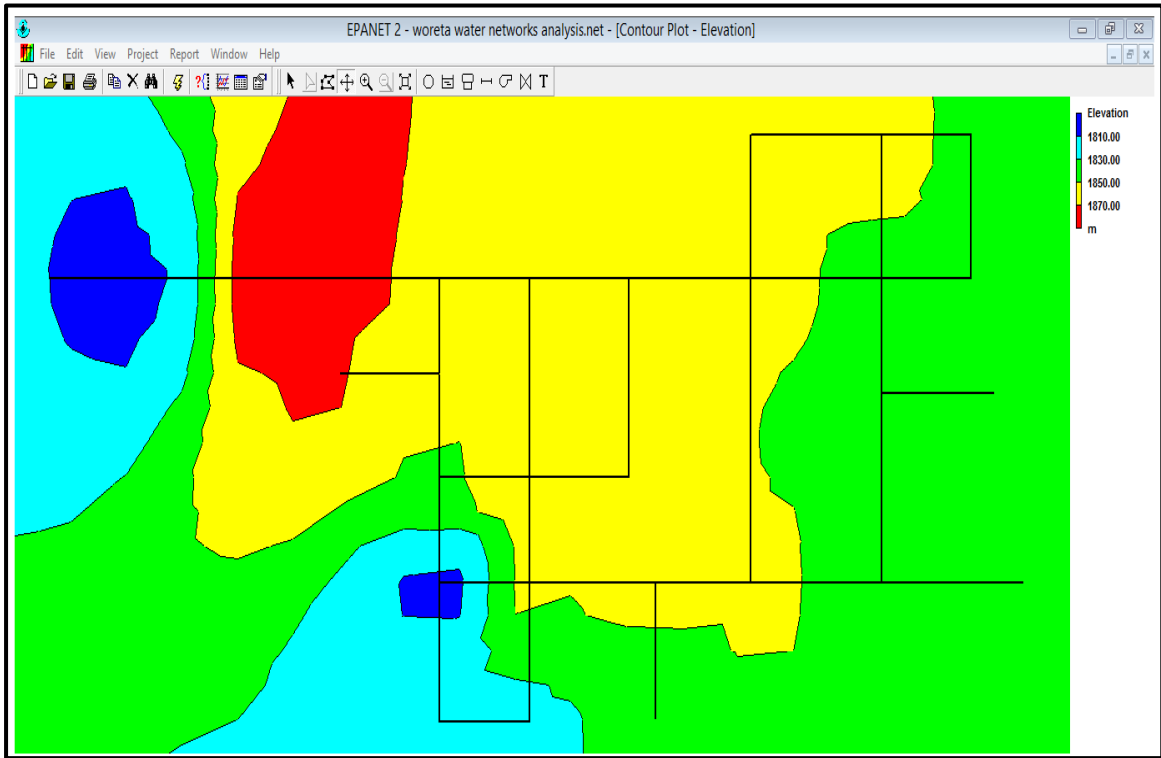 EPANET 2 - woreta water networks analysis.net - [Contour Plot - Elevation]
File Edit View Project Report Window Help
T
Elevation
1810.00
1830.00
1850.00
1870.00
m